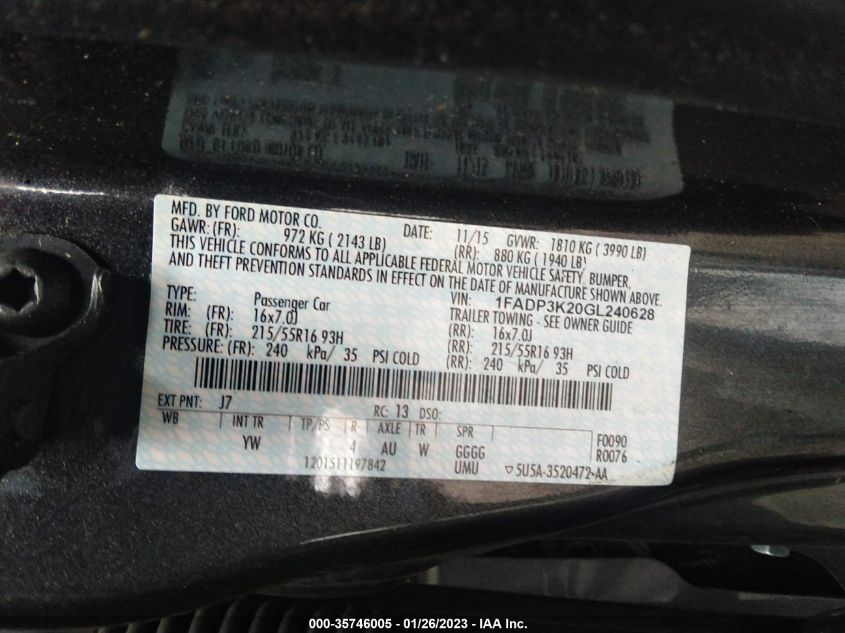 MFD. BY FORD MOTOR CO.
DATE: 11/15 GVWR: 1810 KG ( 3990 LB)
GAWR: (FR): 972 KG ( 2143 LB) (RR): 880 KG ( 1940 LB)
THIS VEHICLE CONFORMS TO ALL APPLICABLE FEDERAL MOTOR VEHICLE SAFETY, BUMPER,
AND THEFT PREVENTION STANDARDS IN EFFECT ON THE DATE OF MANUFACTURE SHOWN ABOVE.
VIN: 1FADP3K20GL240628
TYPE: Passenger Car TRAILER TOWING - SEE OWNER GUIDE
RIM: (FR) 16x7.0J (RR): 16x7.0J
TIRE: (FR): 215/55R16 93H (RR): 215/55R16 93H
PRESSURE: (FR): 240 kPa/ 35 PSI COLD (RR): 240 kPa/ 35 PSI COLD
EXT PNT: J7 RC: 13 DSO:
WB INT TR TP/PS R AXLE TR SPR F0090
YW 4 AU W GGGG R0076
1201511197842 UMU ▽5U5A-3520472-AA
000-35746005 - 01/26/2023 - IAA Inc.